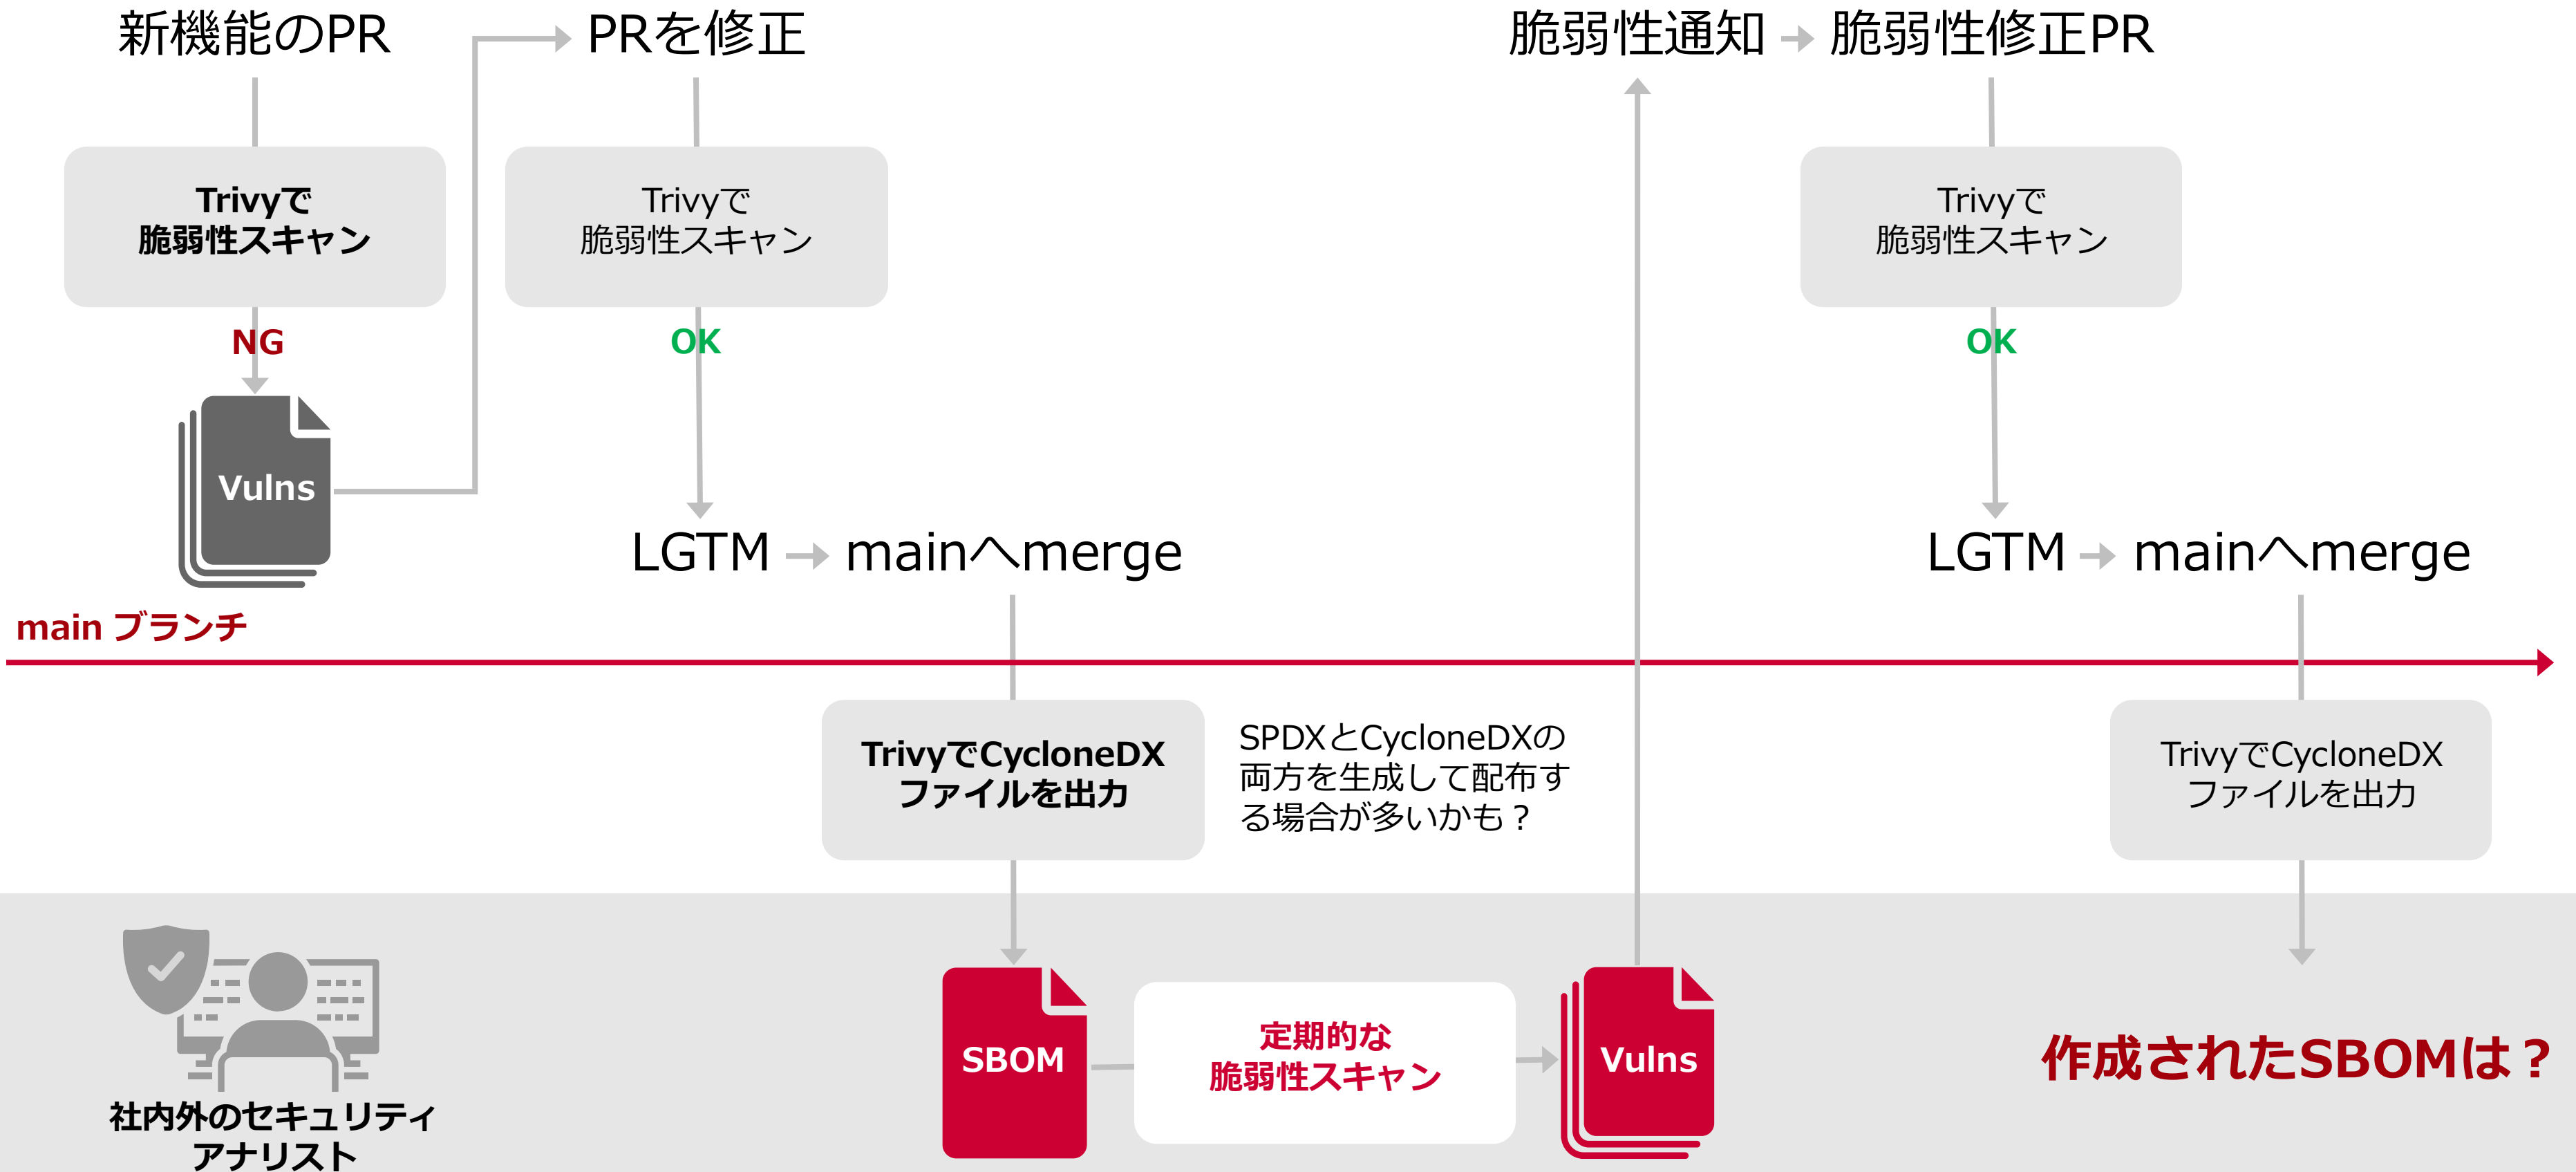 新機能のPR
PRを修正
脆弱性通知
脆弱性修正PR
Trivyで
脆弱性スキャン
Trivyで
脆弱性スキャン
Trivyで
脆弱性スキャン
NG
OK
OK
Vulns
LGTM
mainへmerge
LGTM
mainへmerge
main ブランチ
TrivyでCycloneDX
ファイルを出力
SPDXとCycloneDXの
両方を生成して配布す
る場合が多いかも？
TrivyでCycloneDX
ファイルを出力
社内外のセキュリティ
アナリスト
SBOM
定期的な
脆弱性スキャン
Vulns
作成されたSBOMは？